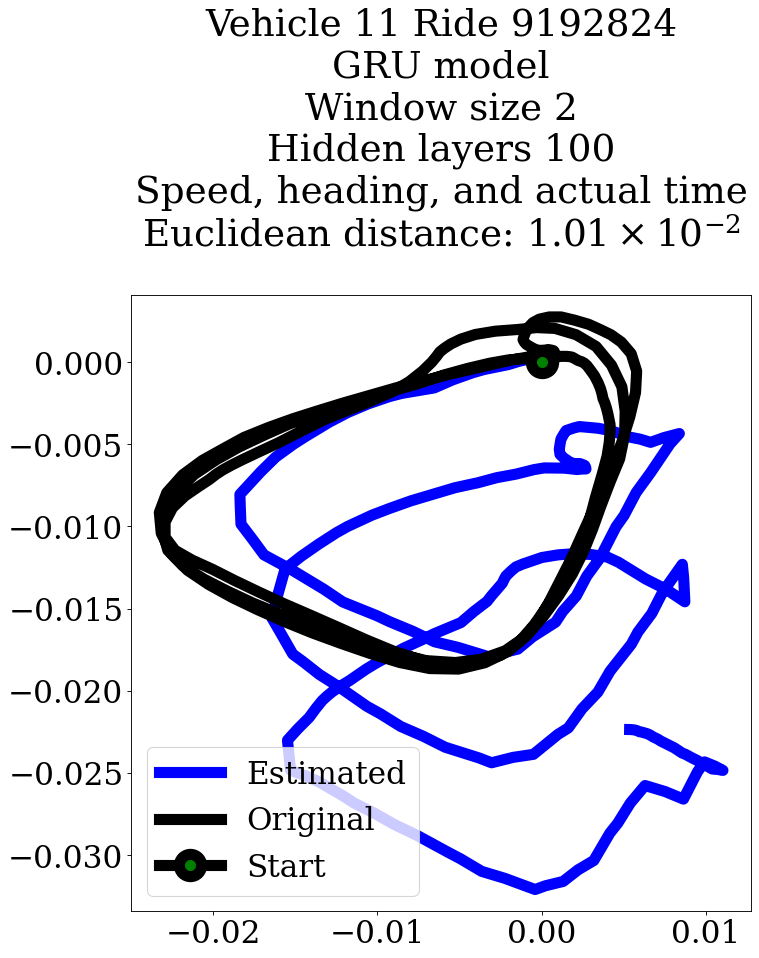 Vehicle 11 Ride 9192824
GRU model
Window size 2
Hidden layers 100
Speed, heading, and actual time
Euclidean distance: 1.01 × 10⁻²
0.000
−0.005
−0.010
−0.015
−0.020
−0.025
−0.030
Estimated
Original
Start
−0.02 −0.01 0.00 0.01